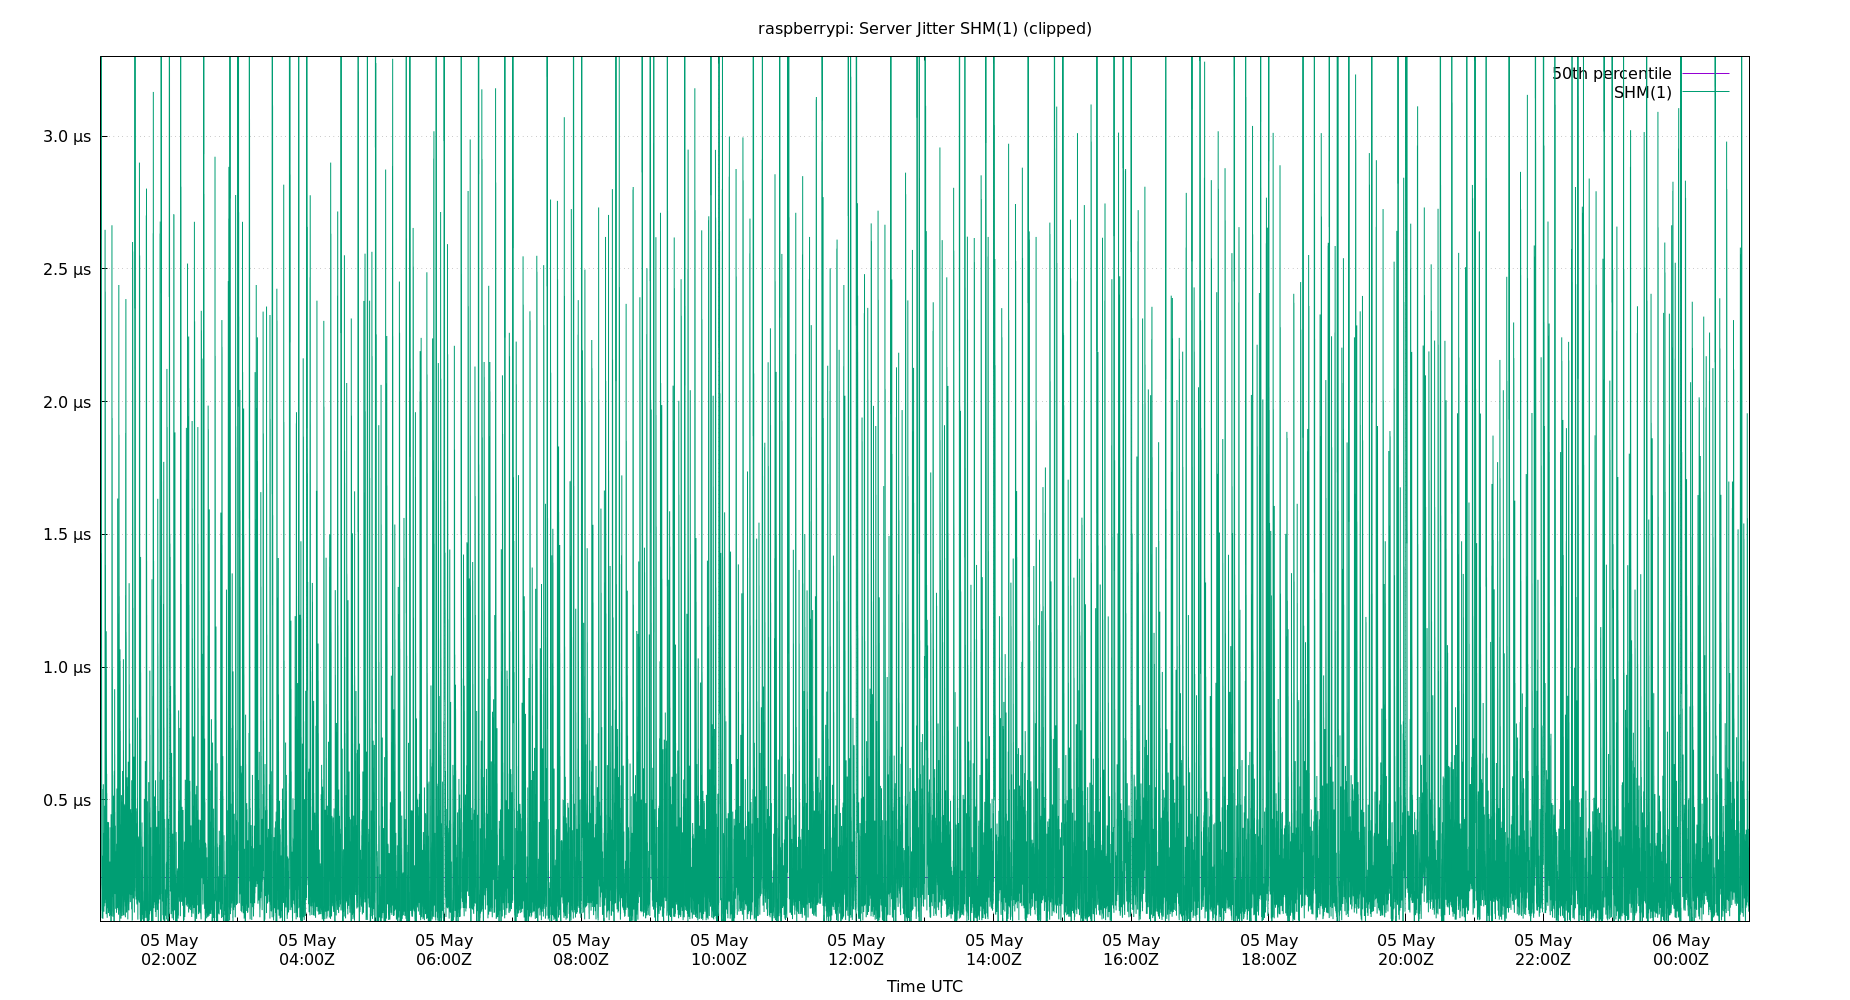 raspberrypi: Server Jitter SHM(1) (clipped)
50th percentile
SHM(1)
3.0 µs
2.5 µs
2.0 µs
1.5 µs
1.0 µs
0.5 µs
05 May 05 May 05 May 05 May 05 May 05 May 05 May 05 May 05 May 05 May 05 May 06 May
02:00Z 04:00Z 06:00Z 08:00Z 10:00Z 12:00Z 14:00Z 16:00Z 18:00Z 20:00Z 22:00Z 00:00Z
Time UTC